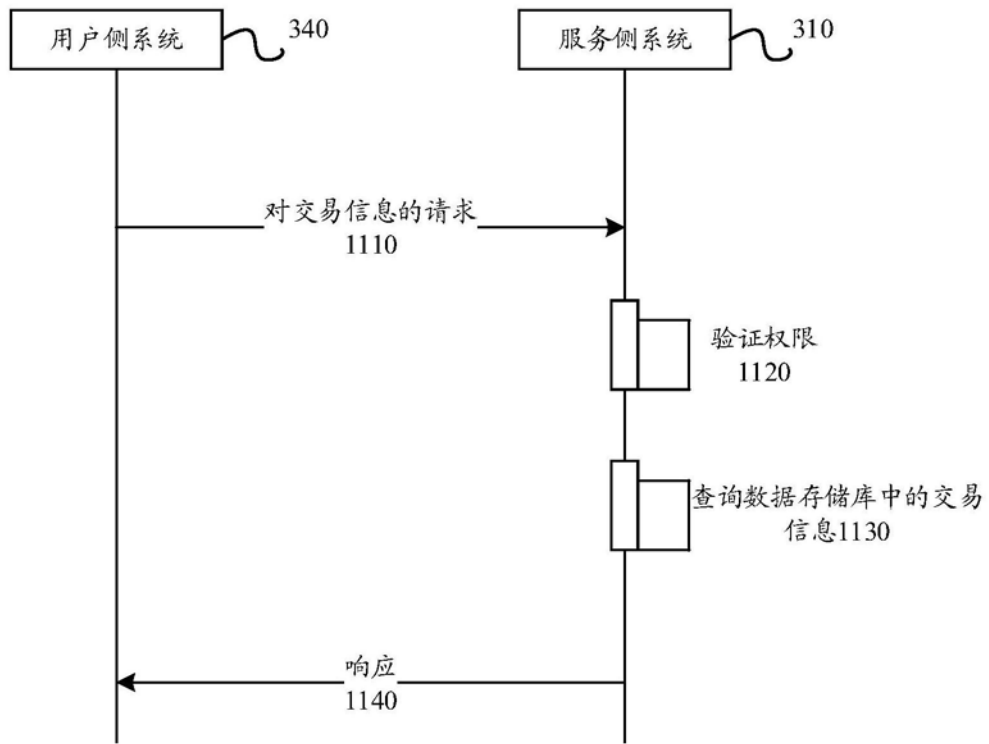 用户侧系统
340
服务侧系统
310
对交易信息的请求
1110
验证权限
1120
查询数据存储库中的交易
信息1130
响应
1140